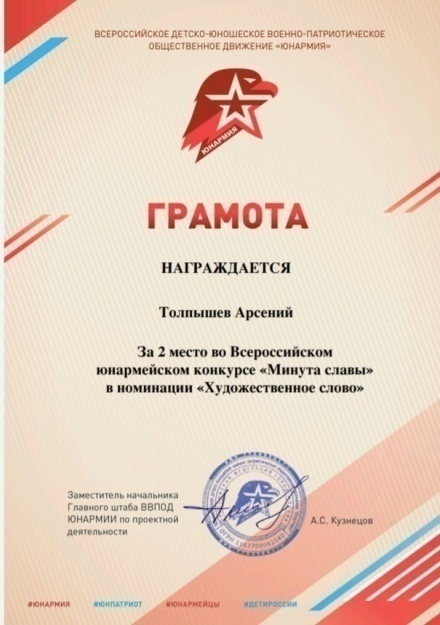 ВСЕРОССИЙСКОЕ ДЕТСКО-ЮНОШЕСКОЕ ВОЕННО-ПАТРИОТИЧЕСКОЕ
ОБЩЕСТВЕННОЕ ДВИЖЕНИЕ «ЮНАРМИЯ»
ЮНАРМИЯ
ГРАМОТА
НАГРАЖДАЕТСЯ
Толпышев Арсений
За 2 место во Всероссийском
юнармейском конкурсе «Минута славы»
в номинации «Художественное слово»
Заместитель начальника
Главного штаба ВВПОД
ЮНАРМИИ по проектной
деятельности
А.С. Кузнецов
#ЮНАРМИЯ #ЮНПАТРИОТ #ЮНАРМЕЙЦЫ #ДЕТИРОССИИ